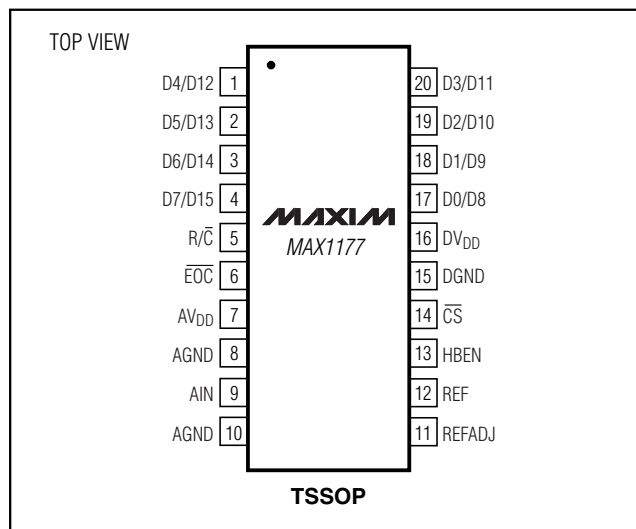 TOP VIEW
D4/D12 1
D5/D13 2
D6/D14 3
D7/D15 4
R/C̅ 5
E̅O̅C̅ 6
AVDD 7
AGND 8
AIN 9
AGND 10
MAXIM
MAX1177
20 D3/D11
19 D2/D10
18 D1/D9
17 D0/D8
16 DVDD
15 DGND
14 C̅S̅
13 HBEN
12 REF
11 REFADJ
TSSOP